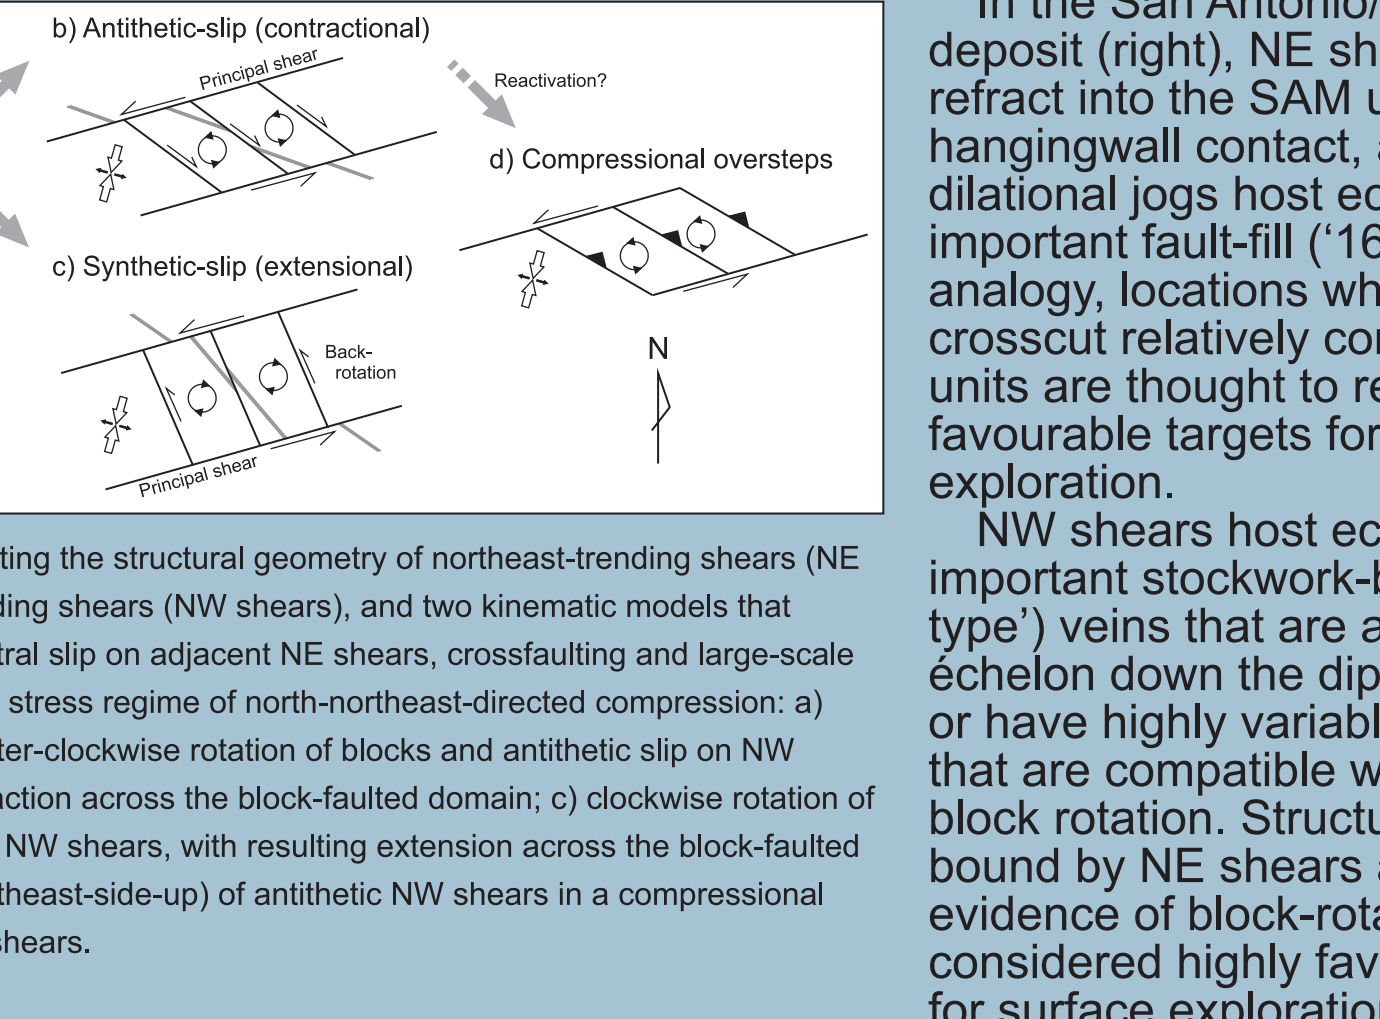 b) Antithetic-slip (contractional)
Principal shear
Reactivation?
d) Compressional oversteps
c) Synthetic-slip (extensional)
Back-
rotation
N
Principal shear
ting the structural geometry of northeast-trending shears (NE
ding shears (NW shears), and two kinematic models that
tral slip on adjacent NE shears, crossfaulting and large-scale
stress regime of north-northeast-directed compression: a)
ter-clockwise rotation of blocks and antithetic slip on NW
action across the block-faulted domain; c) clockwise rotation of
NW shears, with resulting extension across the block-faulted
theast-side-up) of antithetic NW shears in a compressional
shears.
In the San Antonio/
deposit (right), NE sh
refract into the SAM u
hangingwall contact, a
dilational jogs host ec
important fault-fill (‘16
analogy, locations wh
crosscut relatively co
units are thought to re
favourable targets for
exploration.
NW shears host ec
important stockwork-b
type’) veins that are a
échelon down the dip
or have highly variabl
that are compatible w
block rotation. Structu
bound by NE shears a
evidence of block-rota
considered highly fav
for surface exploration